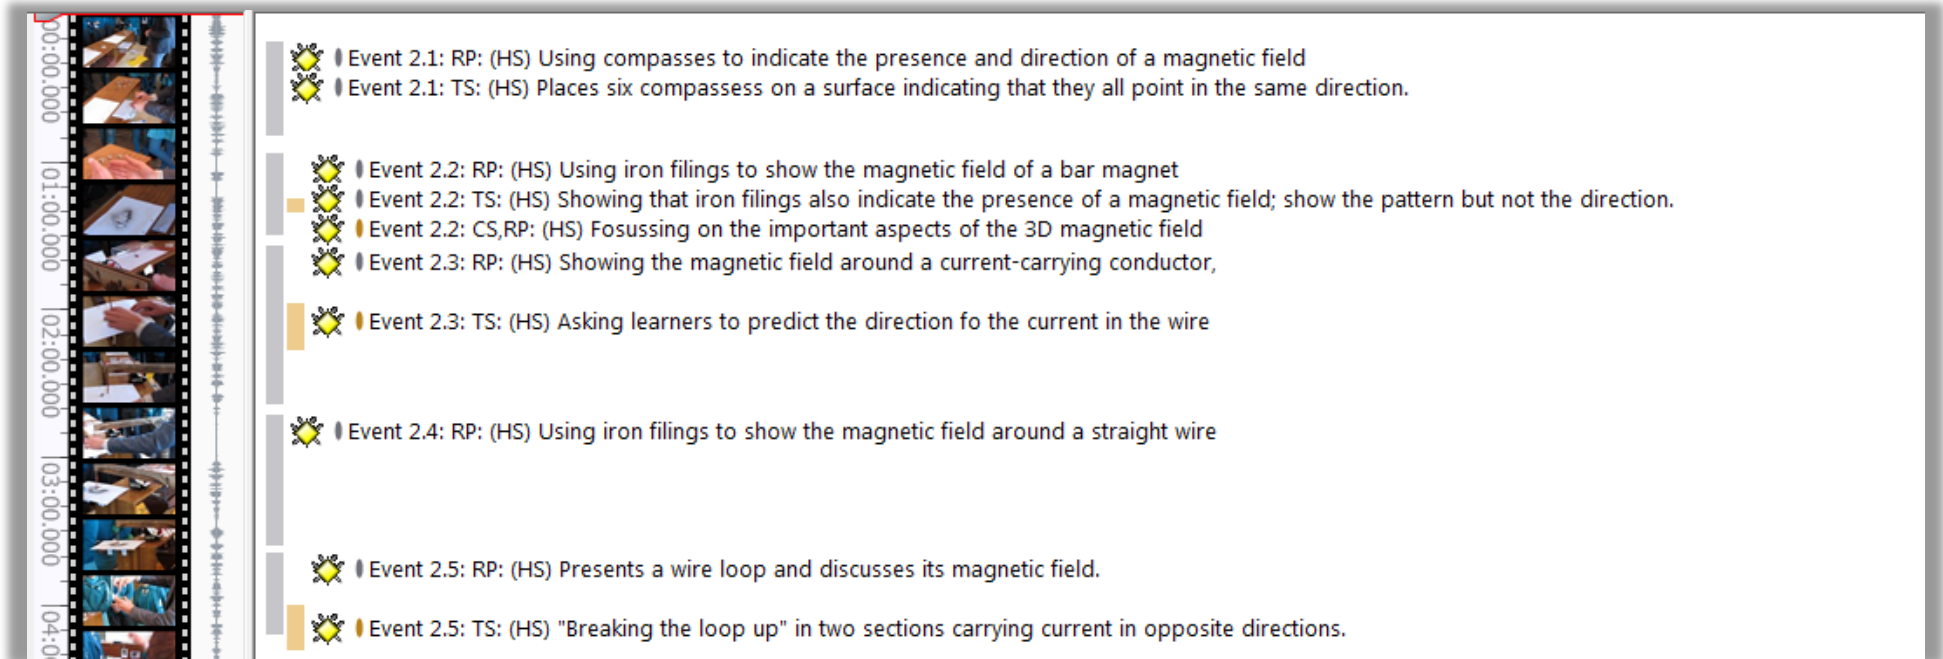 00:00.000
Event 2.1: RP: (HS) Using compasses to indicate the presence and direction of a magnetic field
Event 2.1: TS: (HS) Places six compassess on a surface indicating that they all point in the same direction.
01:00.000
Event 2.2: RP: (HS) Using iron filings to show the magnetic field of a bar magnet
Event 2.2: TS: (HS) Showing that iron filings also indicate the presence of a magnetic field; show the pattern but not the direction.
Event 2.2: CS,RP: (HS) Fosussing on the important aspects of the 3D magnetic field
Event 2.3: RP: (HS) Showing the magnetic field around a current-carrying conductor,
02:00.000
Event 2.3: TS: (HS) Asking learners to predict the direction fo the current in the wire
Event 2.4: RP: (HS) Using iron filings to show the magnetic field around a straight wire
03:00.000
Event 2.5: RP: (HS) Presents a wire loop and discusses its magnetic field.
04:0
Event 2.5: TS: (HS) "Breaking the loop up" in two sections carrying current in opposite directions.